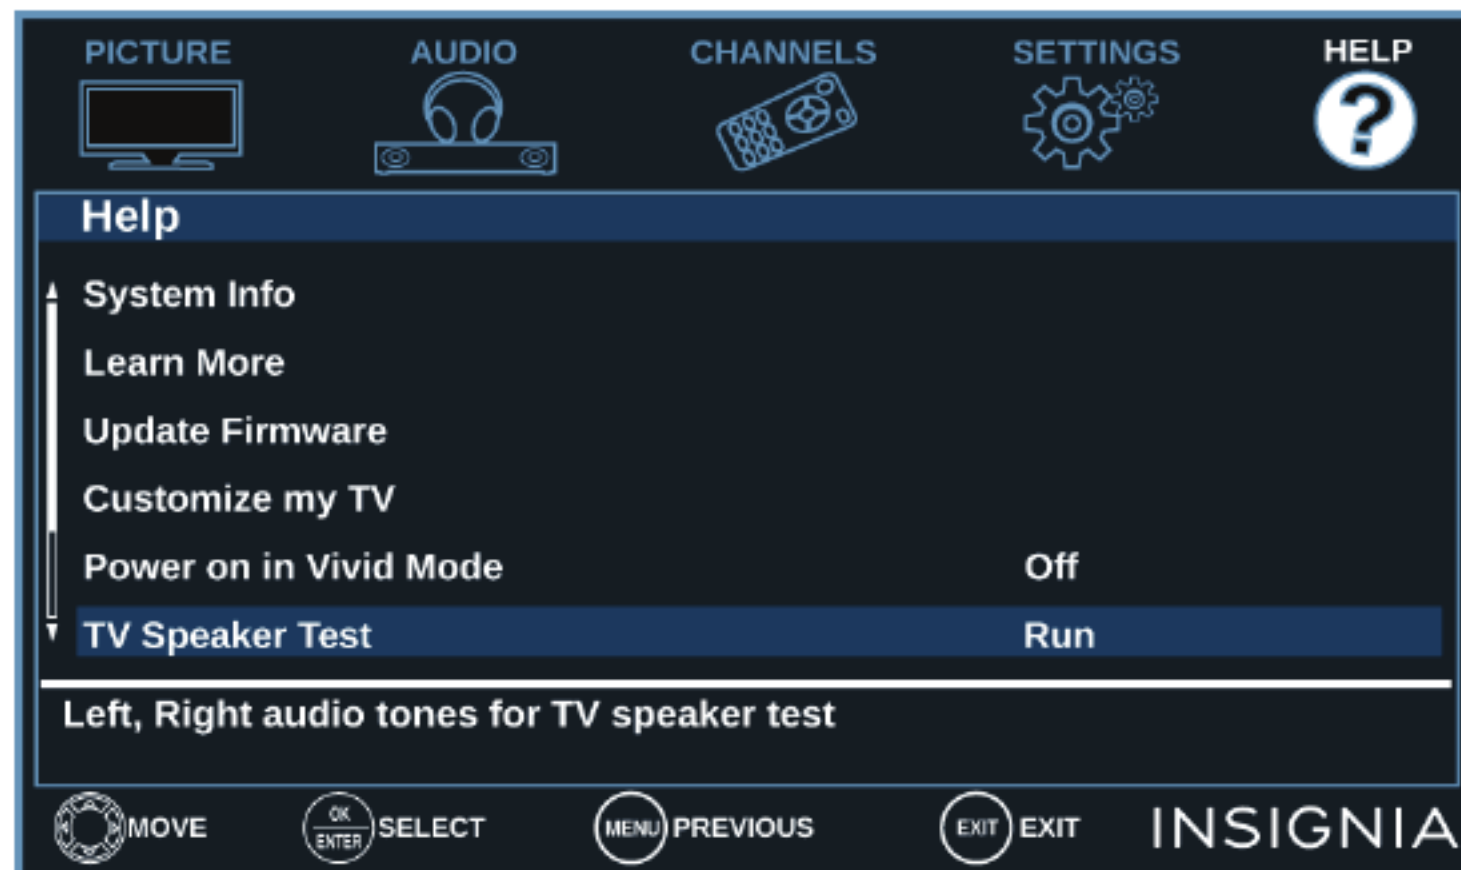 PICTURE AUDIO CHANNELS SETTINGS HELP
Help
System Info
Learn More
Update Firmware
Customize my TV
Power on in Vivid Mode Off
TV Speaker Test Run
Left, Right audio tones for TV speaker test
MOVE OK ENTER SELECT MENU PREVIOUS EXIT EXIT INSIGNIA